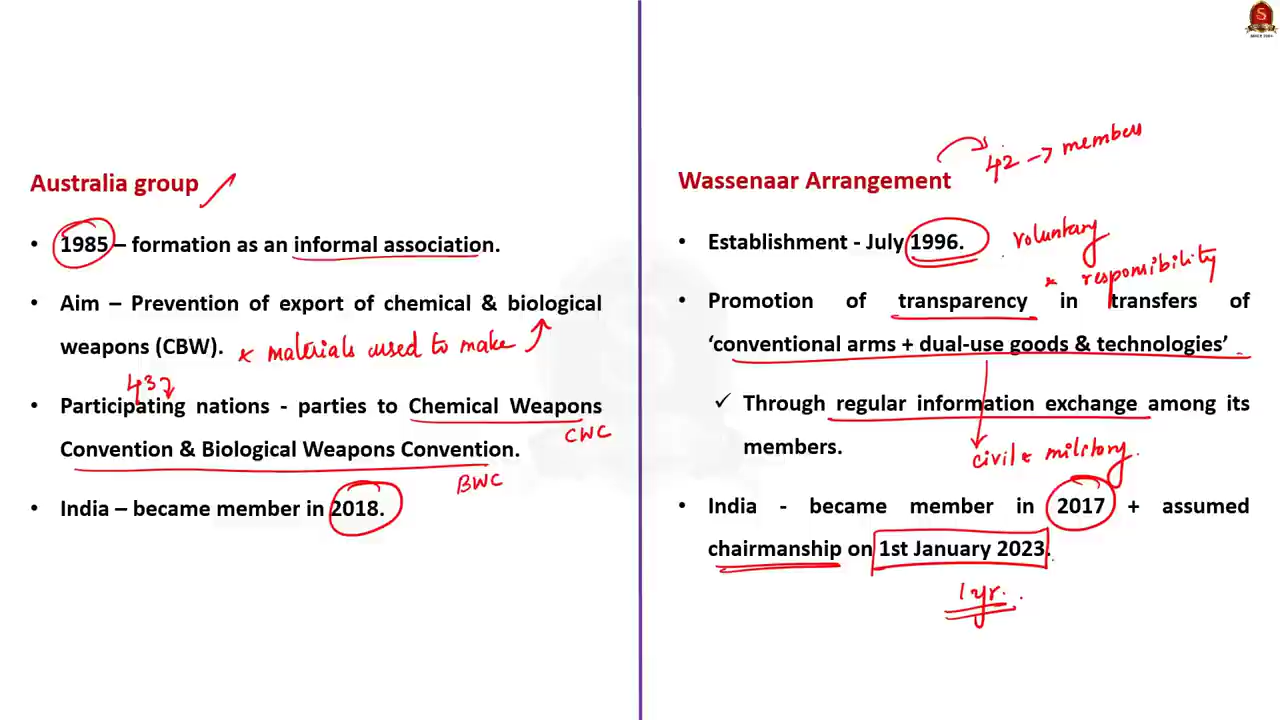 Australia group
• 1985 – formation as an informal association.
• Aim – Prevention of export of chemical & biological
weapons (CBW). * materials used to make
43
• Participating nations - parties to Chemical Weapons
CWC
Convention & Biological Weapons Convention.
BWC
• India – became member in 2018.
42 → members
Wassenaar Arrangement
• Establishment - July 1996.
voluntary
* responsibility
• Promotion of transparency in transfers of
‘conventional arms + dual-use goods & technologies’
✓ Through regular information exchange among its
members.
civil & military.
• India - became member in 2017 + assumed
chairmanship on 1st January 2023.
1 yr.